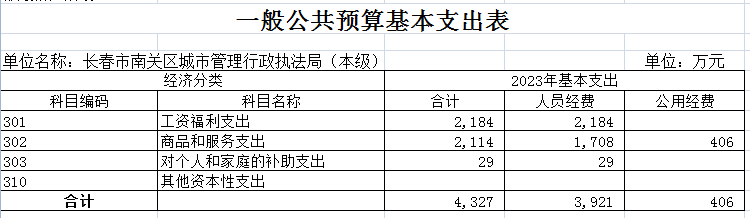 一般公共预算基本支出表
单位名称：长春市南关区城市管理行政执法局（本级） 单位：万元
经济分类 2023年基本支出
科目编码 科目名称 合计 人员经费 公用经费
301 工资福利支出 2,184 2,184
302 商品和服务支出 2,114 1,708 406
303 对个人和家庭的补助支出 29 29
310 其他资本性支出
合计 4,327 3,921 406